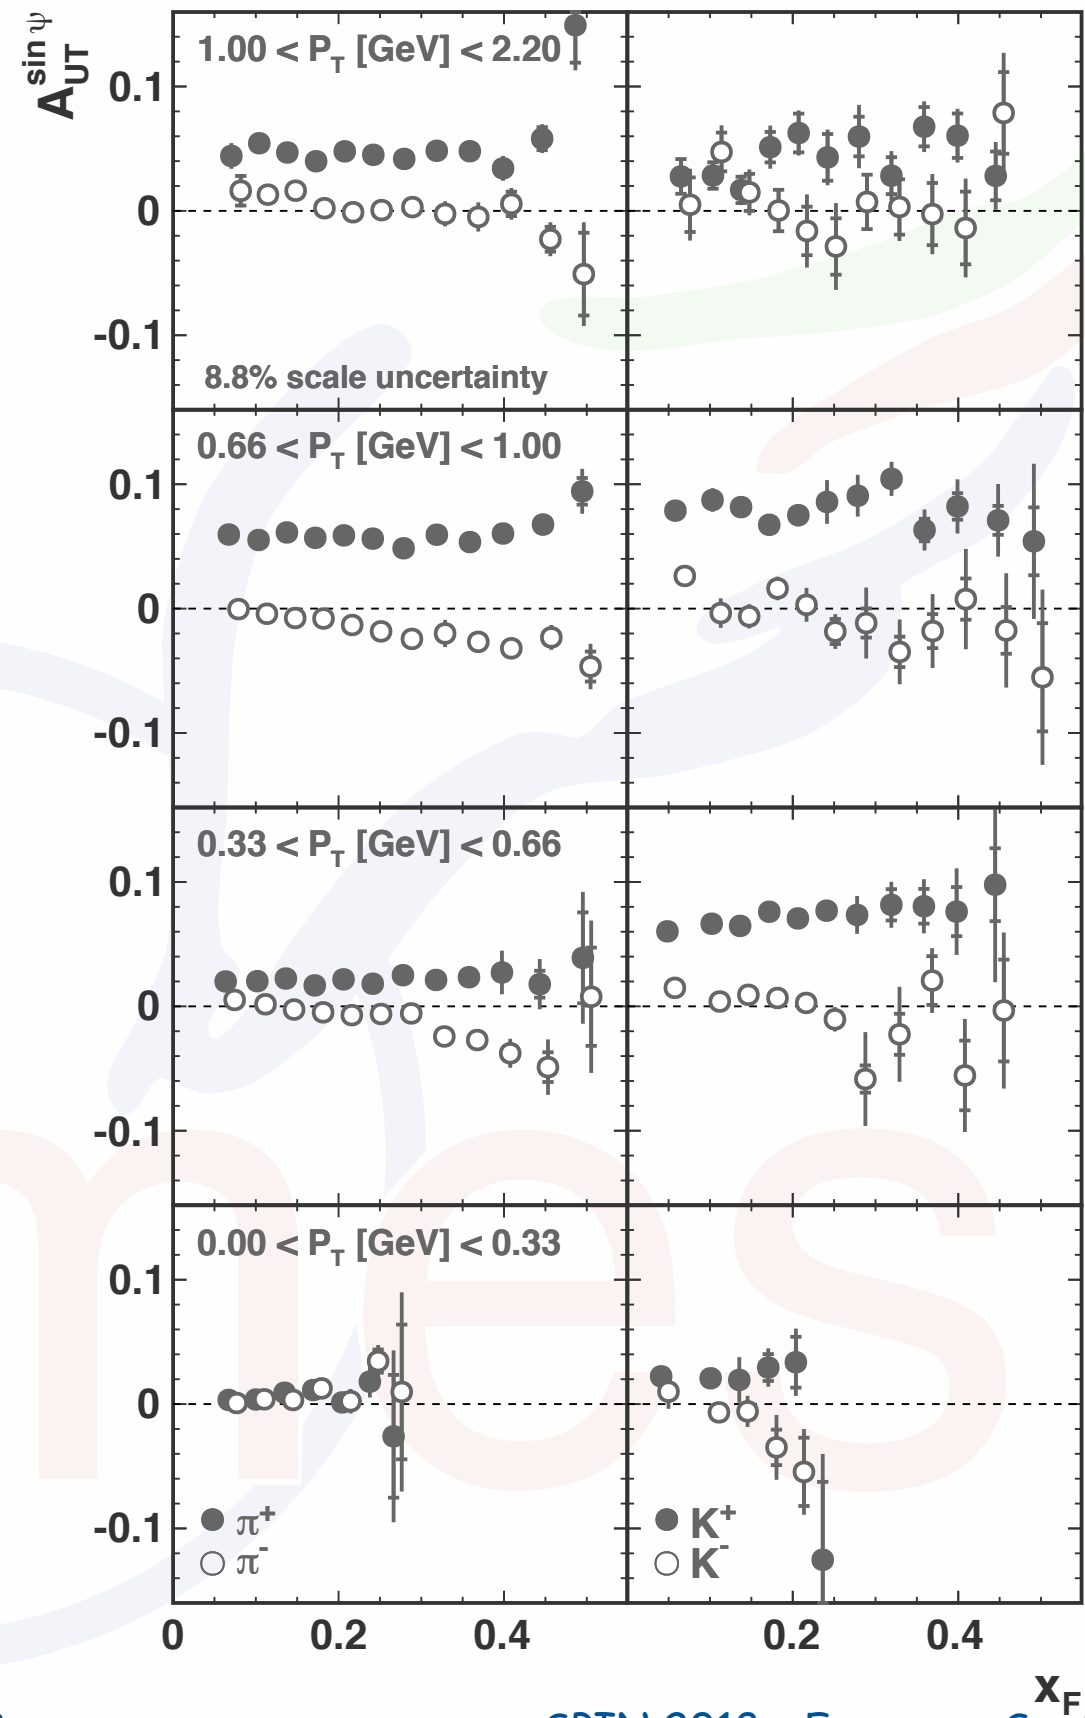 A_UT^sin ψ
1.00 < P_T [GeV] < 2.20
0.1
0
-0.1
8.8% scale uncertainty
0.66 < P_T [GeV] < 1.00
0.1
0
-0.1
0.33 < P_T [GeV] < 0.66
0.1
0
-0.1
mes
0.00 < P_T [GeV] < 0.33
0.1
0
-0.1
π+
π-
K+
K-
0 0.2 0.4 0.2 0.4
x_F